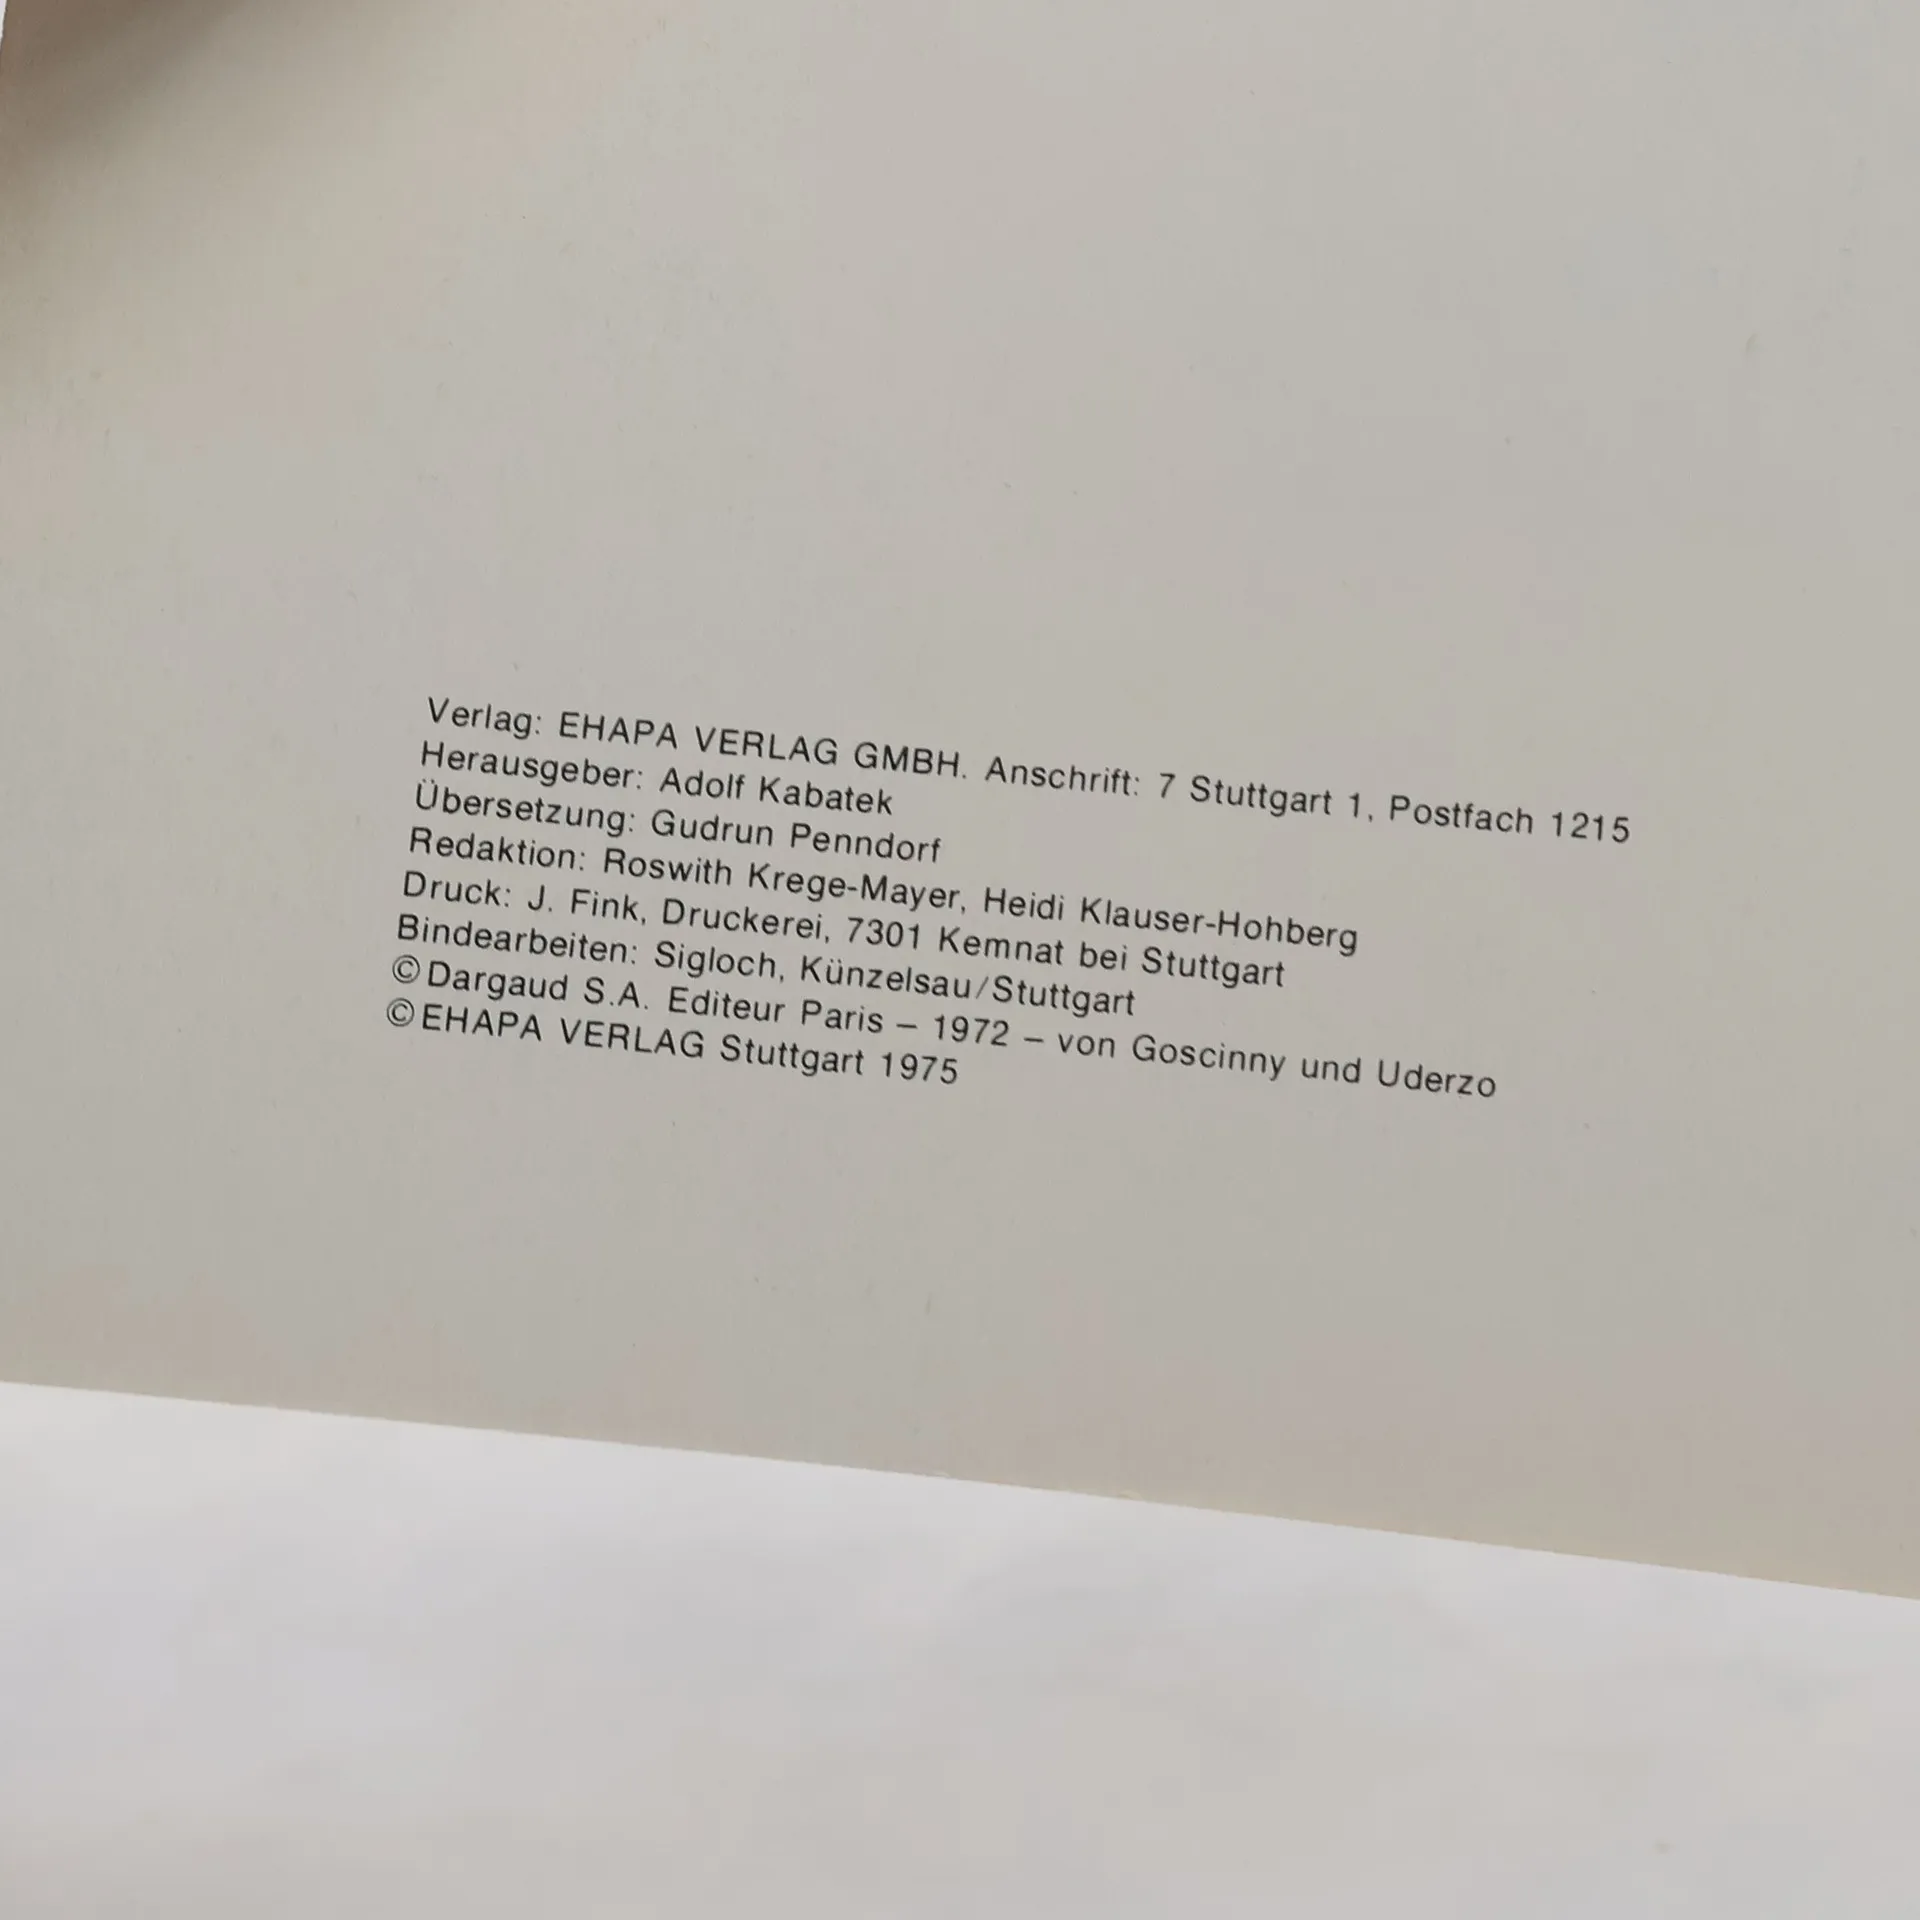 Verlag: EHAPA VERLAG GMBH. Anschrift: 7 Stuttgart 1, Postfach 1215
Herausgeber: Adolf Kabatek
Übersetzung: Gudrun Penndorf
Redaktion: Roswith Krege-Mayer, Heidi Klauser-Hohberg
Druck: J. Fink, Druckerei, 7301 Kemnat bei Stuttgart
Bindearbeiten: Sigloch, Künzelsau/Stuttgart
©Dargaud S.A. Editeur Paris – 1972 – von Goscinny und Uderzo
©EHAPA VERLAG Stuttgart 1975